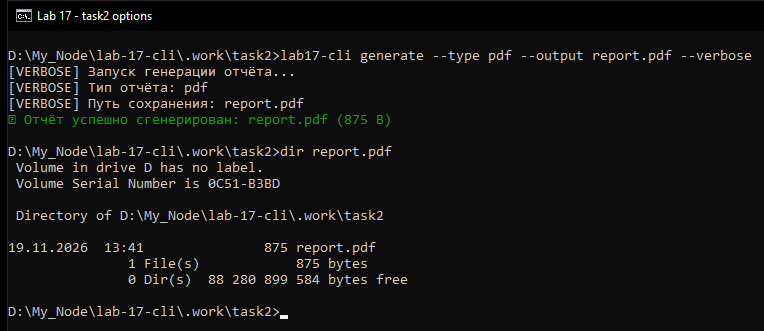 Lab 17 - task2 options
D:\My_Node\lab-17-cli\.work\task2>lab17-cli generate --type pdf --output report.pdf --verbose
[VERBOSE] Запуск генерации отчёта...
[VERBOSE] Тип отчёта: pdf
[VERBOSE] Путь сохранения: report.pdf
Отчёт успешно сгенерирован: report.pdf (875 B)
D:\My_Node\lab-17-cli\.work\task2>dir report.pdf
Volume in drive D has no label.
Volume Serial Number is 0C51-B3BD
Directory of D:\My_Node\lab-17-cli\.work\task2
19.11.2026  13:41               875 report.pdf
1 File(s)            875 bytes
0 Dir(s)  88 280 899 584 bytes free
D:\My_Node\lab-17-cli\.work\task2>